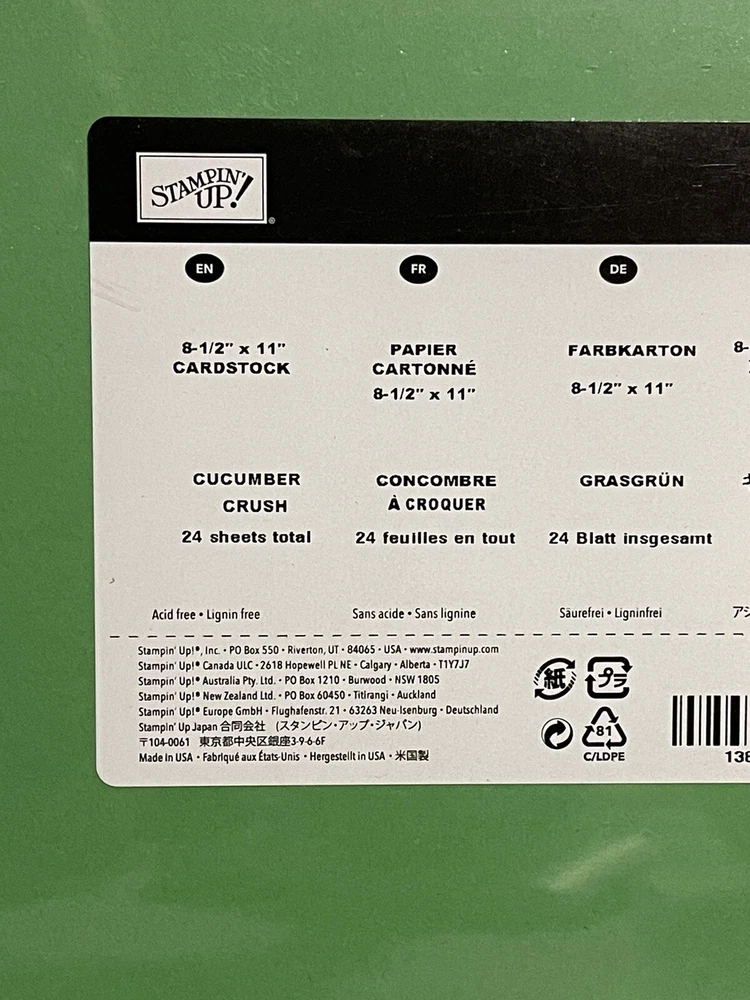 STAMPIN' UP!®
EN
8-1/2" x 11"
CARDSTOCK
CUCUMBER
CRUSH
24 sheets total
Acid free • Lignin free
FR
PAPIER
CARTONNÉ
8-1/2" x 11"
CONCOMBRE
À CROQUER
24 feuilles en tout
Sans acide • Sans lignine
DE
FARBKARTON
8-1/2" x 11"
GRASGRÜN
24 Blatt insgesamt
Säurefrei • Ligninfrei
8-
アシ
Stampin' Up!®, Inc. • PO Box 550 • Riverton, UT • 84065 • USA • www.stampinup.com
Stampin' Up!® Canada ULC • 2618 Hopewell PL NE • Calgary • Alberta • T1Y7J7
Stampin' Up!® Australia Pty. Ltd. • PO Box 1210 • Burwood • NSW 1805
Stampin' Up!® New Zealand Ltd. • PO Box 60450 • Titirangi • Auckland
Stampin' Up!® Europe GmbH • Flughafenstr. 21 • 63263 Neu-Isenburg • Deutschland
Stampin' Up Japan 合同会社 (スタンピン・アップ・ジャパン)
〒104-0061 東京都中央区銀座3-9-6-6F
Made in USA • Fabriqué aux États-Unis • Hergestellt in USA • 米国製
紙
プラ
81
C/LDPE
138